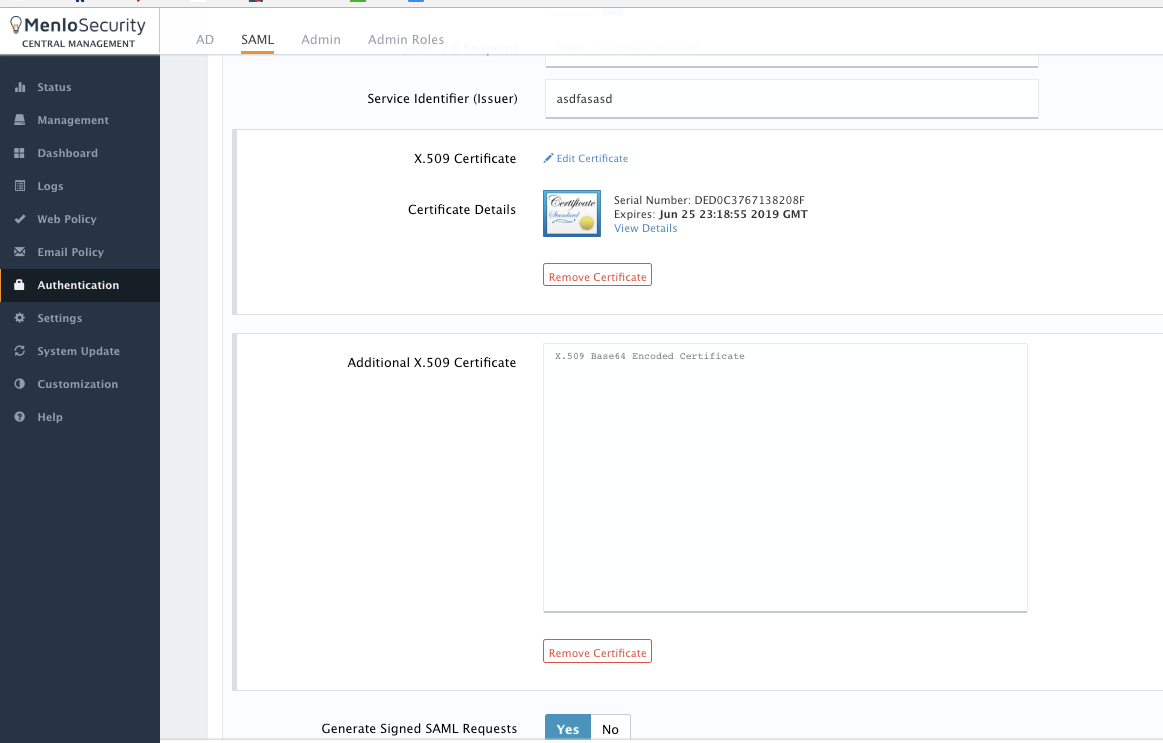 MenloSecurity
CENTRAL MANAGEMENT
AD SAML Admin Admin Roles
Status
Management
Dashboard
Logs
Web Policy
Email Policy
Authentication
Settings
System Update
Customization
Help
Service Identifier (Issuer) asdfasasd
X.509 Certificate Edit Certificate
Certificate Details
Certificate
Standard
Serial Number: DED0C3767138208F
Expires: Jun 25 23:18:55 2019 GMT
View Details
Remove Certificate
Additional X.509 Certificate X.509 Base64 Encoded Certificate
Remove Certificate
Generate Signed SAML Requests Yes No